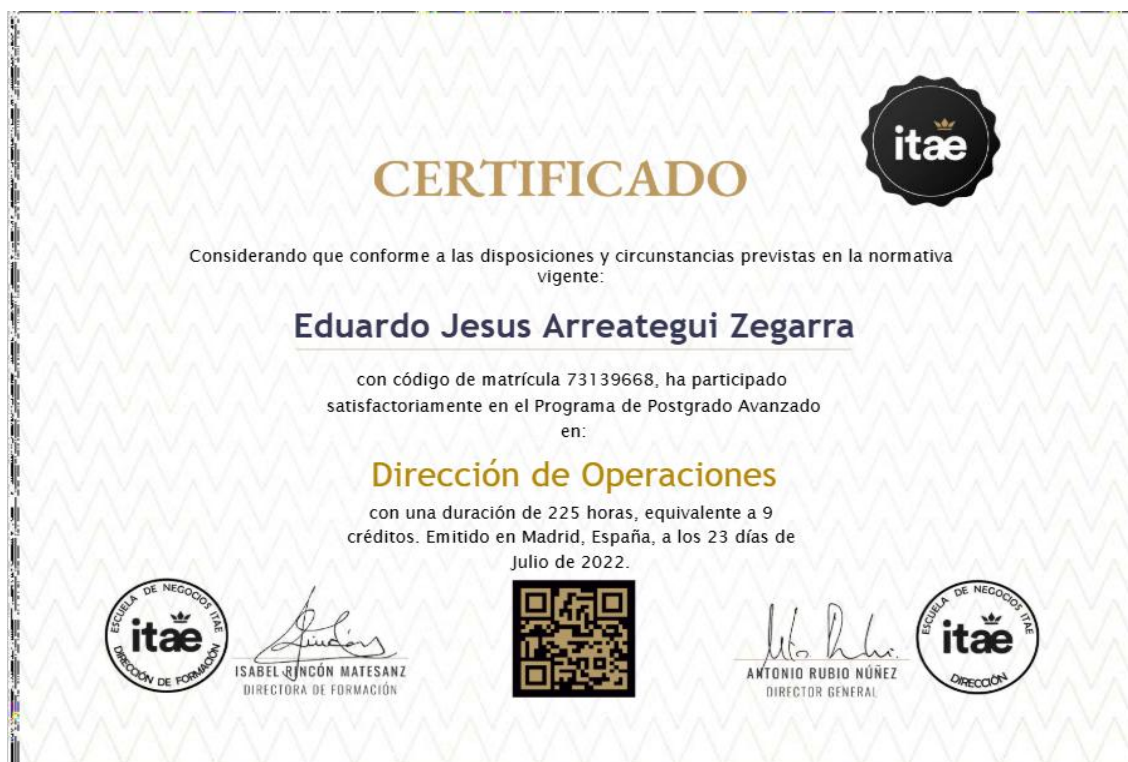 itae
CERTIFICADO
Considerando que conforme a las disposiciones y circunstancias previstas en la normativa
vigente:
Eduardo Jesus Arreategui Zegarra
con código de matrícula 73139668, ha participado
satisfactoriamente en el Programa de Postgrado Avanzado
en:
Dirección de Operaciones
con una duración de 225 horas, equivalente a 9
créditos. Emitido en Madrid, España, a los 23 días de
Julio de 2022.
ESCUELA DE NEGOCIOS ITAE
itae
DIRECCIÓN DE FORMACIÓN
ISABEL RINCÓN MATESANZ
DIRECTORA DE FORMACIÓN
ANTONIO RUBIO NÚÑEZ
DIRECTOR GENERAL
ESCUELA DE NEGOCIOS ITAE
itae
DIRECCIÓN